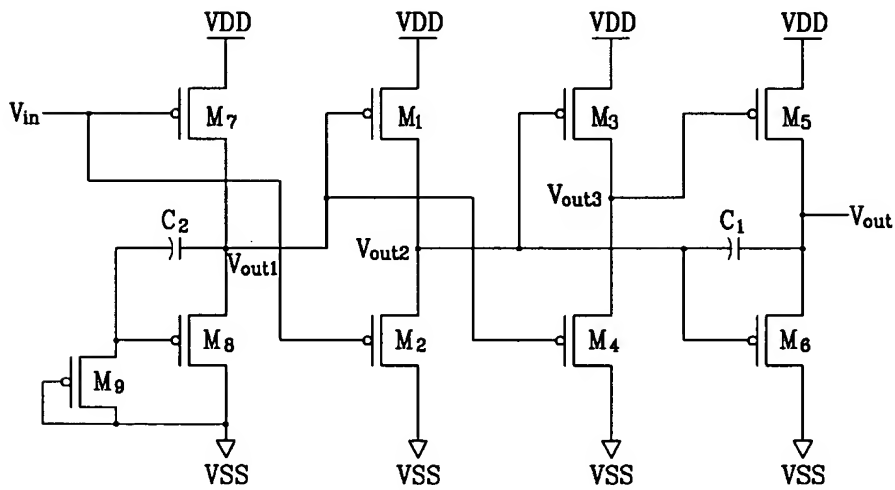 VDD VDD VDD VDD
Vin M7 M1 M3 M5
Vout3
C2 C1 Vout
Vout1 Vout2
M8 M2 M4 M6
M9
VSS VSS VSS VSS